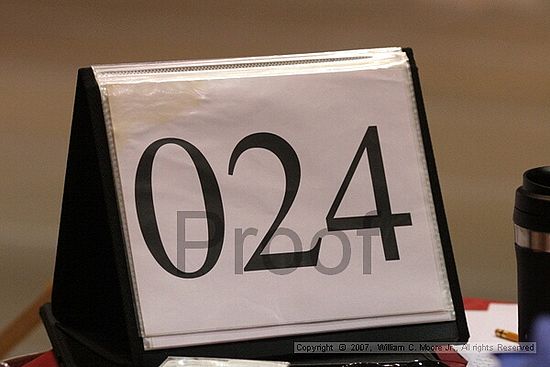 024
Proof
Copyright © 2007, William C. Moore Jr., All Rights Reserved